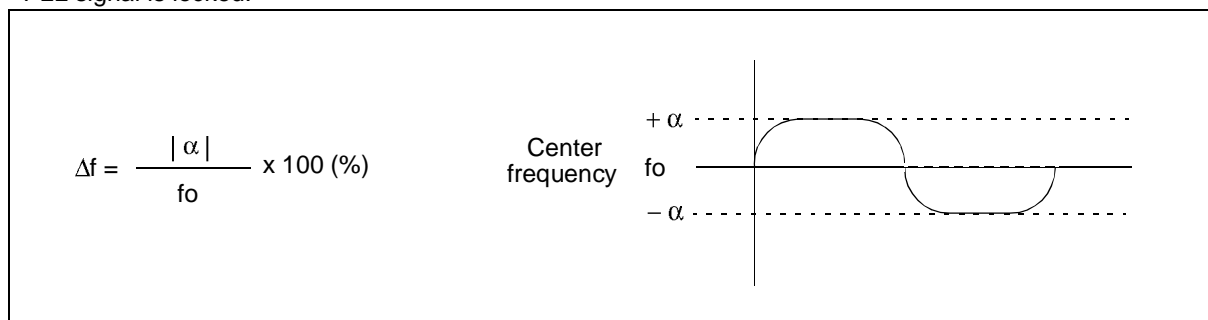 PLL signal is locked.
Δf = | α | / fo x 100 (%)
Center
frequency
+ α
fo
− α